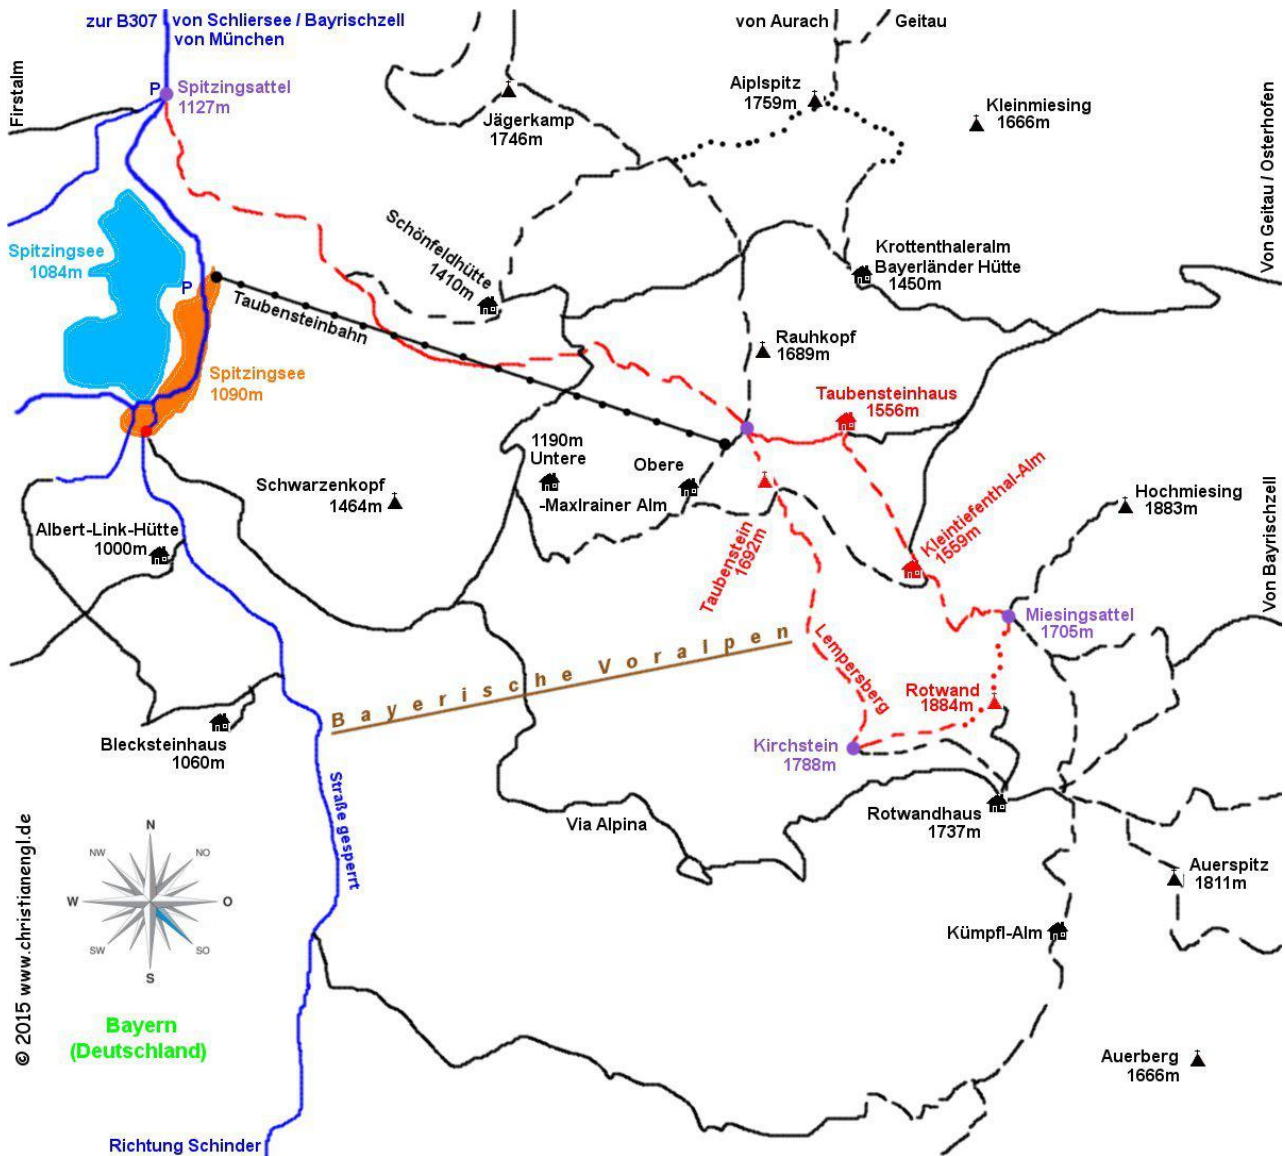 zur B307
von Schliersee / Bayrischzell
von München
von Aurach
Geitau
Firstalm
P
Spitzingsattel
1127m
Jägerkamp
1746m
Aiplspitz
1759m
Kleinmiesing
1666m
Von Geitau / Osterhofen
Spitzingsee
1084m
P
Taubensteinbahn
Schönfeldhütte
1410m
Krottenthaleralm
Bayerländer Hütte
1450m
Rauhkopf
1689m
Spitzingsee
1090m
Taubensteinhaus
1556m
1190m
Untere
Obere
-Maxlrainer Alm
Schwarzenkopf
1464m
Taubenstein
1692m
Kleintiefenthal-Alm
1559m
Hochmiesing
1883m
Albert-Link-Hütte
1000m
Von Bayrischzell
Miesingsattel
1705m
Bayerische Voralpen
Lempersberg
Rotwand
1884m
Blecksteinhaus
1060m
Kirchstein
1788m
Straße gesperrt
Via Alpina
Rotwandhaus
1737m
Auerspitz
1811m
Kümpfl-Alm
© 2015 www.christianengl.de
N
NW
NO
W
O
SW
SO
S
Bayern
(Deutschland)
Auerberg
1666m
Richtung Schinder